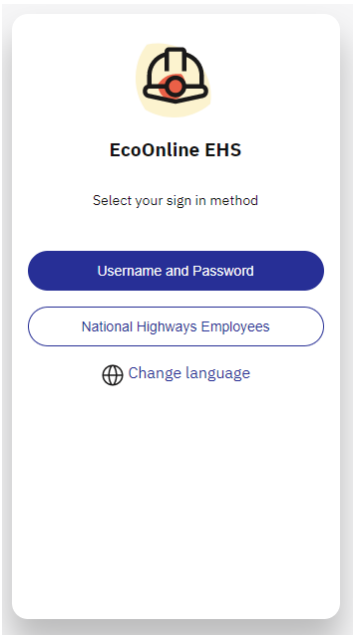 EcoOnline EHS
Select your sign in method
Username and Password
National Highways Employees
Change language